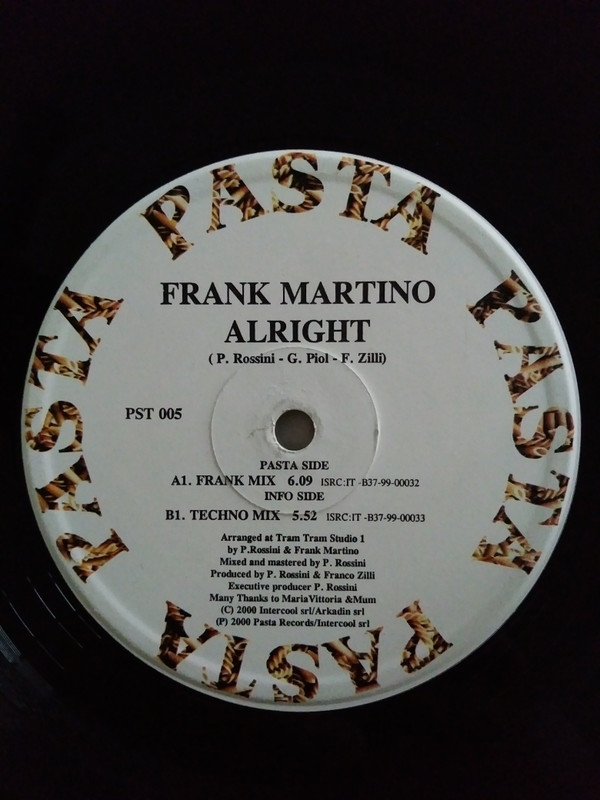 PASTA
PASTA
PASTA
PASTA
FRANK MARTINO
ALRIGHT
( P. Rossini - G. Piol - F. Zilli)
PST 005
PASTA SIDE
A1. FRANK MIX 6.09 ISRC:IT -B37-99-00032
INFO SIDE
B1. TECHNO MIX 5.52 ISRC:IT -B37-99-00033
Arranged at Tram Tram Studio 1
by P.Rossini & Frank Martino
Mixed and mastered by P. Rossini
Produced by P. Rossini & Franco Zilli
Executive producer P. Rossini
Many Thanks to MariaVittoria &Mum
(C) 2000 Intercool srl/Arkadin srl
(P) 2000 Pasta Records/Intercool srl